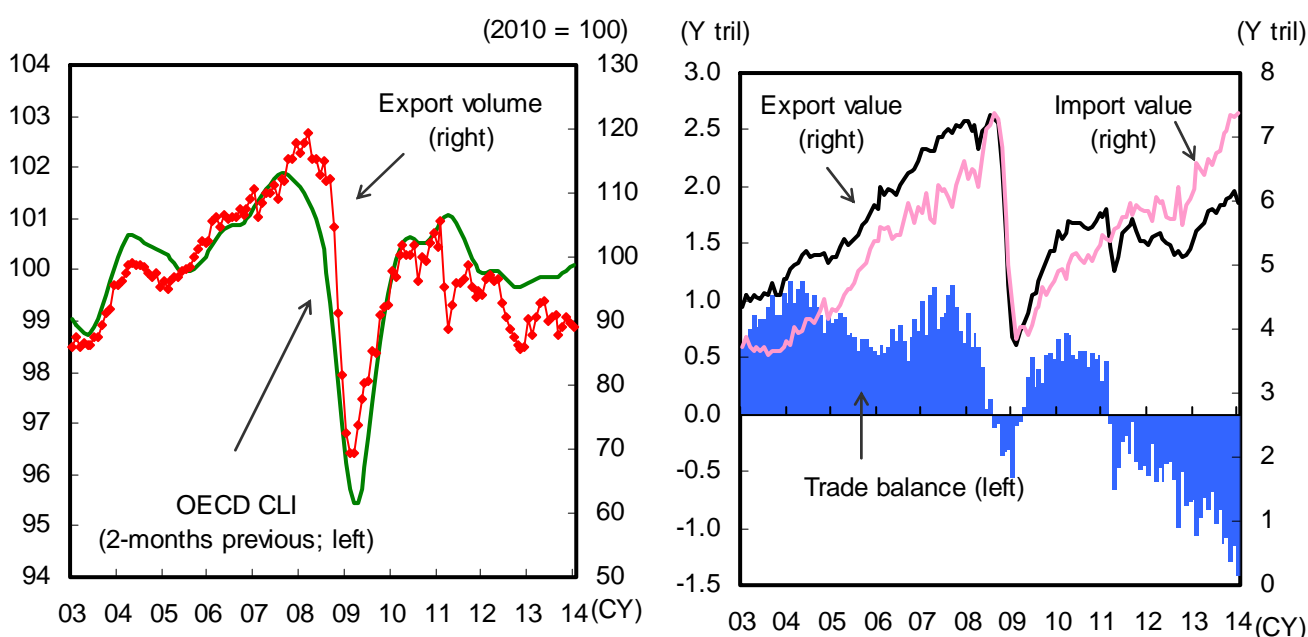 (2010 = 100)
104
103
102
101
100
99
98
97
96
95
94
130
120
110
100
90
80
70
60
50
Export volume
(right)
OECD CLI
(2-months previous; left)
03 04 05 06 07 08 09 10 11 12 13 14 (CY)
(Y tril)
(Y tril)
3.0
2.5
2.0
1.5
1.0
0.5
0.0
-0.5
-1.0
-1.5
8
7
6
5
4
3
2
1
0
Export value
(right)
Import value
(right)
Trade balance (left)
03 04 05 06 07 08 09 10 11 12 13 14 (CY)